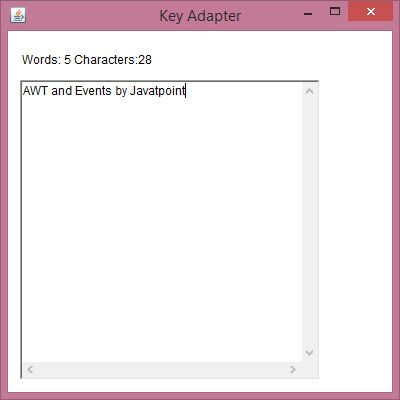 Key Adapter
Words: 5 Characters:28
AWT and Events by Javatpoint